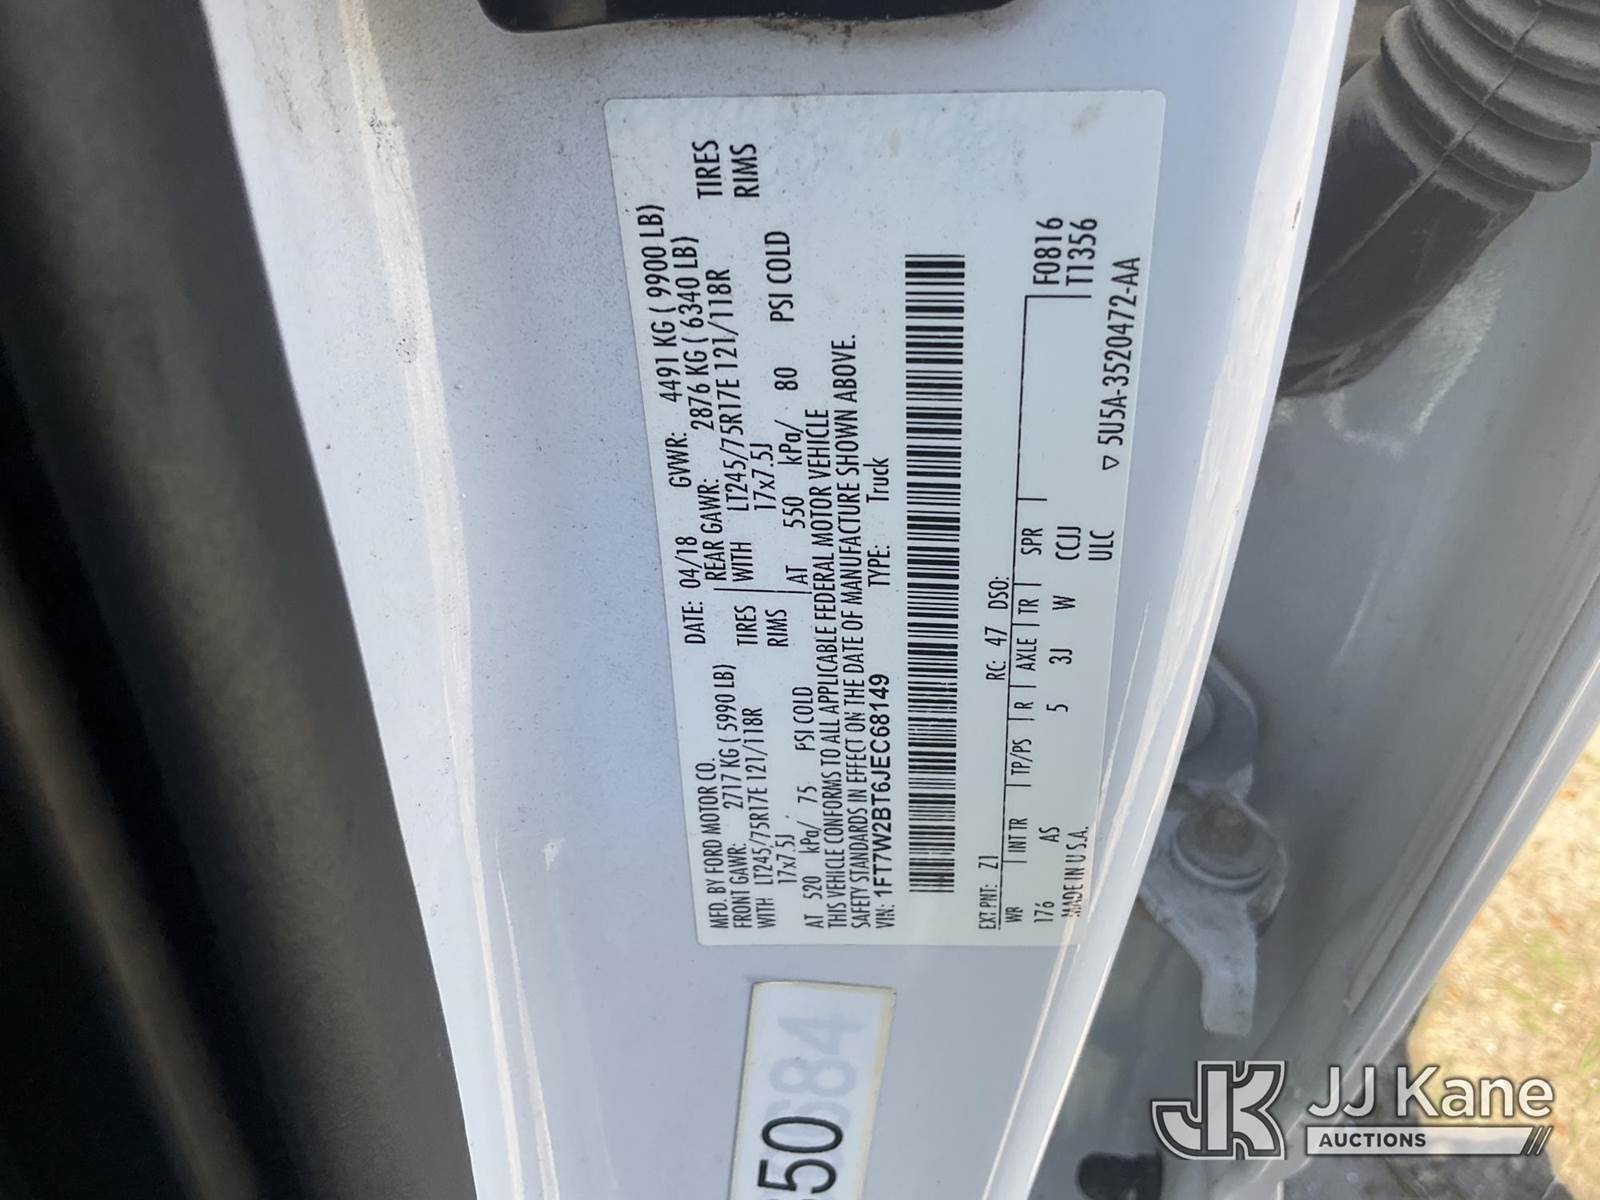 MFD. BY FORD MOTOR CO.
DATE: 04/18 GVWR: 4491 KG ( 9900 LB)
FRONT GAWR: 2717 KG ( 5990 LB) REAR GAWR: 2876 KG ( 6340 LB)
WITH LT245/75R17E 121/118R TIRES WITH LT245/75R17E 121/118R TIRES
17x7.5J RIMS 17x7.5J RIMS
AT 520 kPa/ 75 PSI COLD AT 550 kPa/ 80 PSI COLD
THIS VEHICLE CONFORMS TO ALL APPLICABLE FEDERAL MOTOR VEHICLE
SAFETY STANDARDS IN EFFECT ON THE DATE OF MANUFACTURE SHOWN ABOVE.
VIN: 1FT7W2BT6JEC68149 TYPE: Truck
EXT PNT: Z1 RC: 47 DSO:
WB INT TR TP/PS R AXLE TR SPR F0816
176 AS 5 3J W CCJJ T1356
MADE IN U.S.A. ULC
▽ 5U5A-3520472-AA
684
JK JJ Kane
AUCTIONS